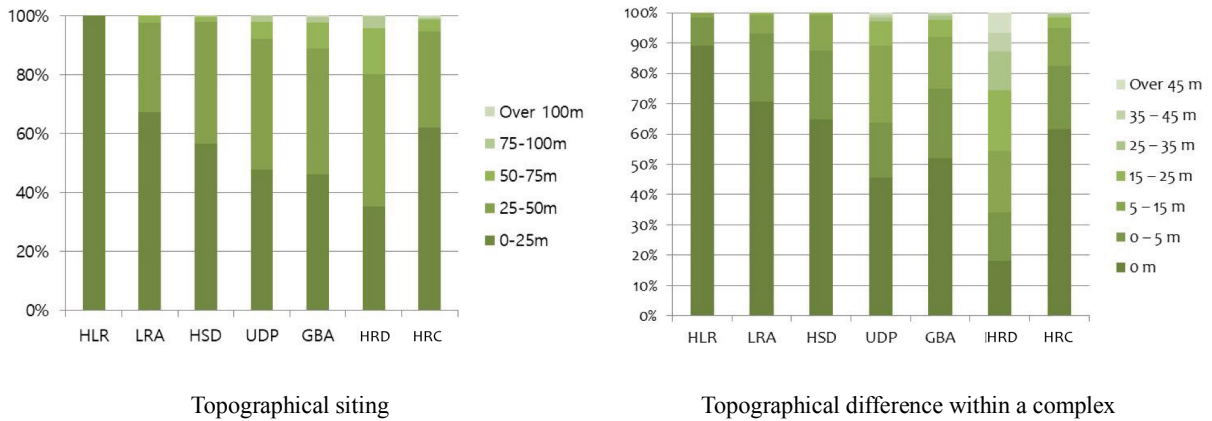 100%
80%
60%
40%
20%
0%
HLR LRA HSD UDP GBA HRD HRC
Over 100m
75-100m
50-75m
25-50m
0-25m
Topographical siting
100%
90%
80%
70%
60%
50%
40%
30%
20%
10%
0%
HLR LRA HSD UDP GBA HRD HRC
Over 45 m
35 – 45 m
25 – 35 m
15 – 25 m
5 – 15 m
0 – 5 m
0 m
Topographical difference within a complex